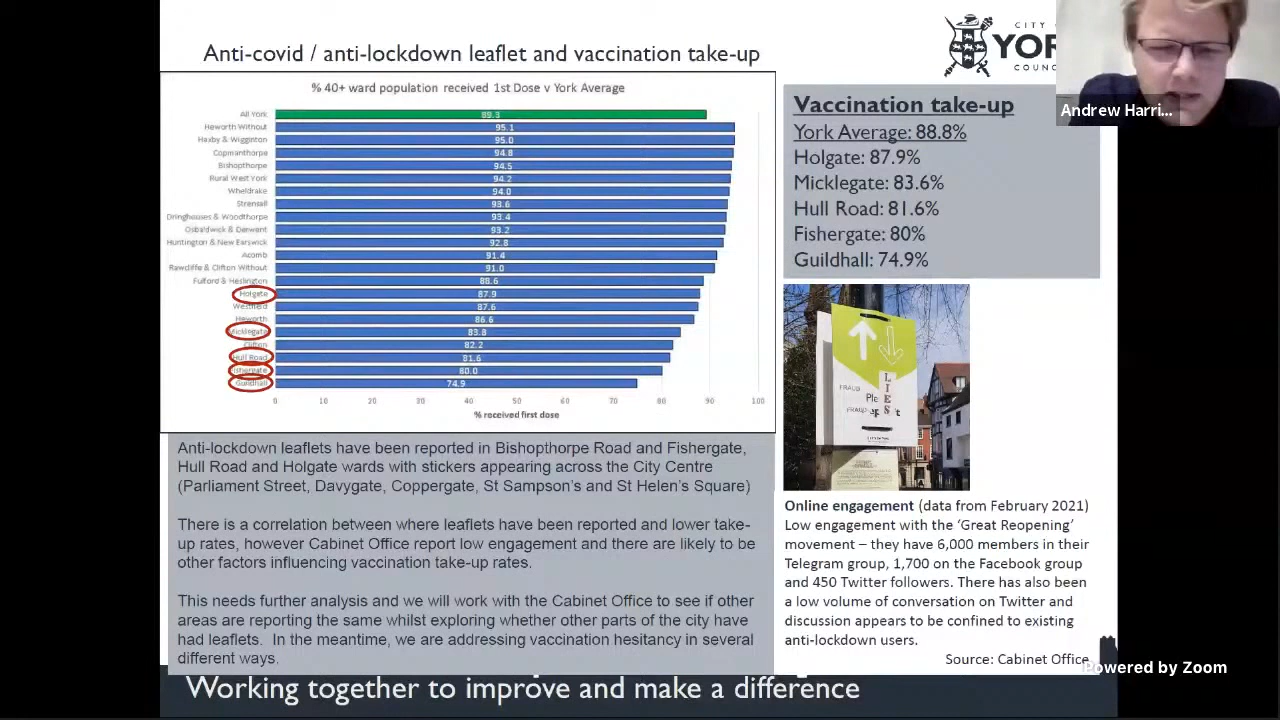 Anti-covid / anti-lockdown leaflet and vaccination take-up
CITY
YOR
COUNC
Andrew Harri...
% 40+ ward population received 1st Dose v York Average
All York 89.3
Heworth Without 95.1
Haxby & Wigginton 95.0
Copmanthorpe 94.8
Bishopthorpe 94.5
Rural West York 94.2
Wheldrake 94.0
Strensall 93.6
Dringhouses & Woodthorpe 93.4
Osbaldwick & Derwent 93.2
Huntington & New Earswick 92.8
Acomb 91.4
Rawcliffe & Clifton Without 91.0
Fulford & Heslington 88.6
Holgate 87.9
Westfield 87.6
Heworth 86.6
Micklegate 83.8
Clifton 82.2
Hull Road 81.6
Fishergate 80.0
Guildhall 74.9
0 10 20 30 40 50 60 70 80 90 100
% received first dose
Vaccination take-up
York Average: 88.8%
Holgate: 87.9%
Micklegate: 83.6%
Hull Road: 81.6%
Fishergate: 80%
Guildhall: 74.9%
LIES
FRAUD
Ple
FRAUD
Anti-lockdown leaflets have been reported in Bishopthorpe Road and Fishergate,
Hull Road and Holgate wards with stickers appearing across the City Centre
(Parliament Street, Davygate, Coppergate, St Sampson's and St Helen's Square)
There is a correlation between where leaflets have been reported and lower take-
up rates, however Cabinet Office report low engagement and there are likely to be
other factors influencing vaccination take-up rates.
This needs further analysis and we will work with the Cabinet Office to see if other
areas are reporting the same whilst exploring whether other parts of the city have
had leaflets. In the meantime, we are addressing vaccination hesitancy in several
different ways.
Online engagement (data from February 2021)
Low engagement with the 'Great Reopening'
movement – they have 6,000 members in their
Telegram group, 1,700 on the Facebook group
and 450 Twitter followers. There has also been
a low volume of conversation on Twitter and
discussion appears to be confined to existing
anti-lockdown users.
Source: Cabinet Office
Powered by Zoom
Working together to improve and make a difference